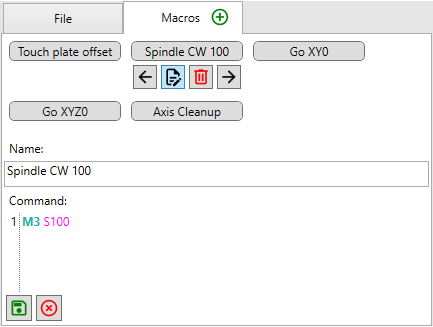 File Macros
Touch plate offset Spindle CW 100 Go XY0
Go XYZ0 Axis Cleanup
Name:
Spindle CW 100
Command:
1 M3 S100